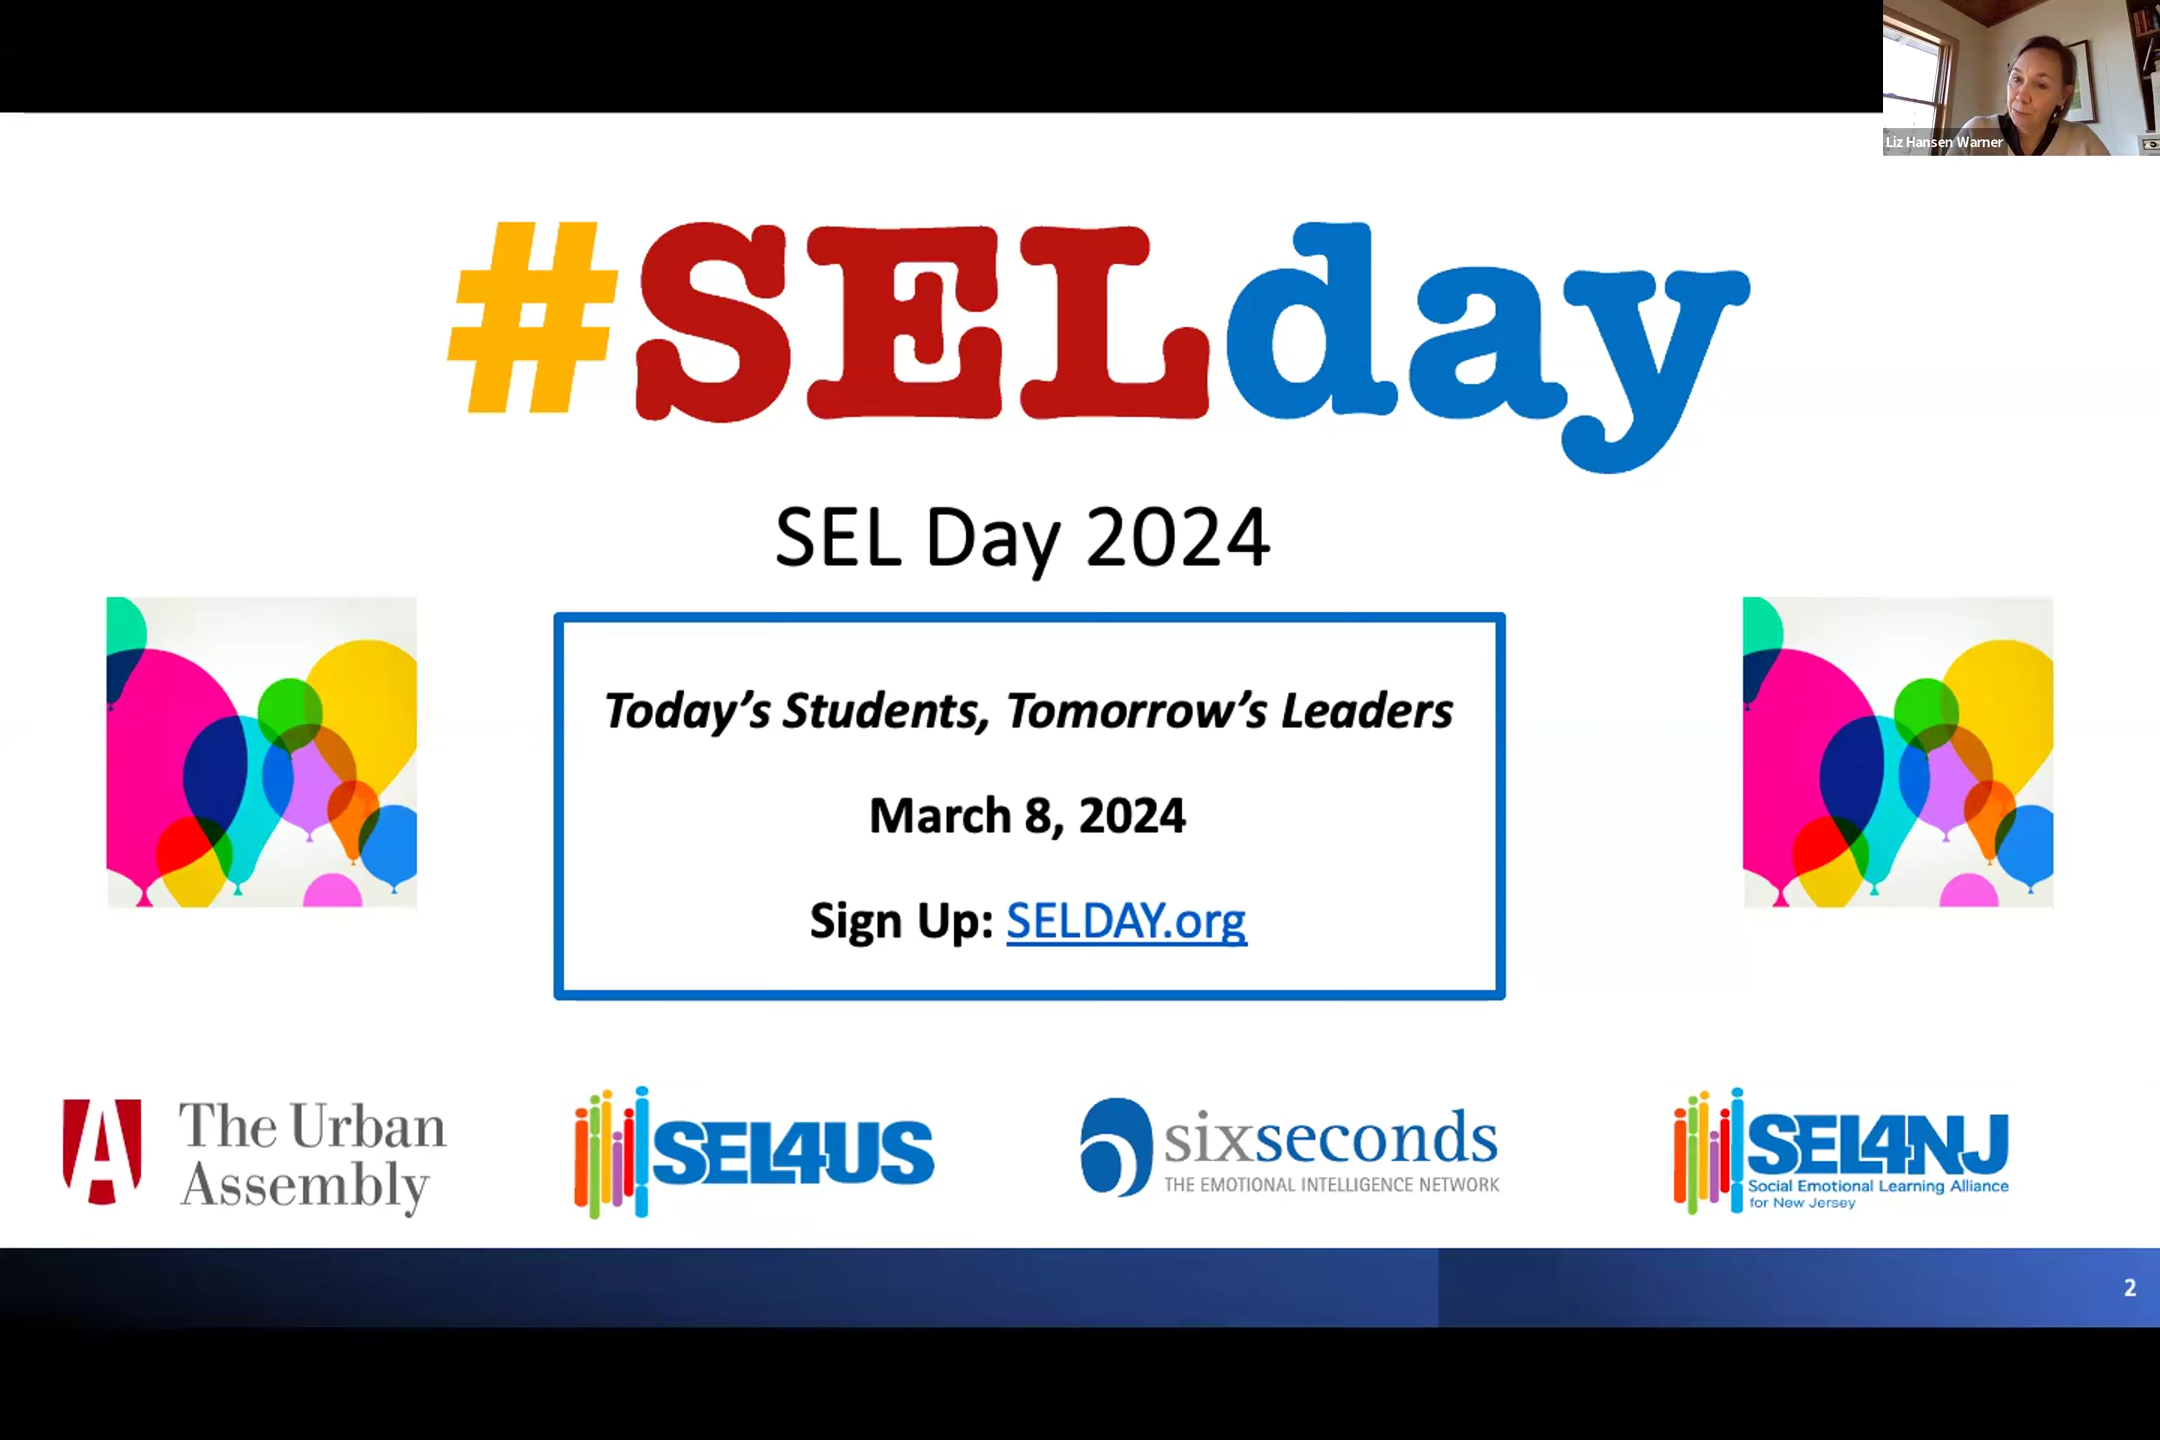 Liz Hansen Warner
#SELday
SEL Day 2024
Today's Students, Tomorrow's Leaders
March 8, 2024
Sign Up: SELDAY.org
The Urban
Assembly
SEL4US
sixseconds
THE EMOTIONAL INTELLIGENCE NETWORK
SEL4NJ
Social Emotional Learning Alliance
for New Jersey
2